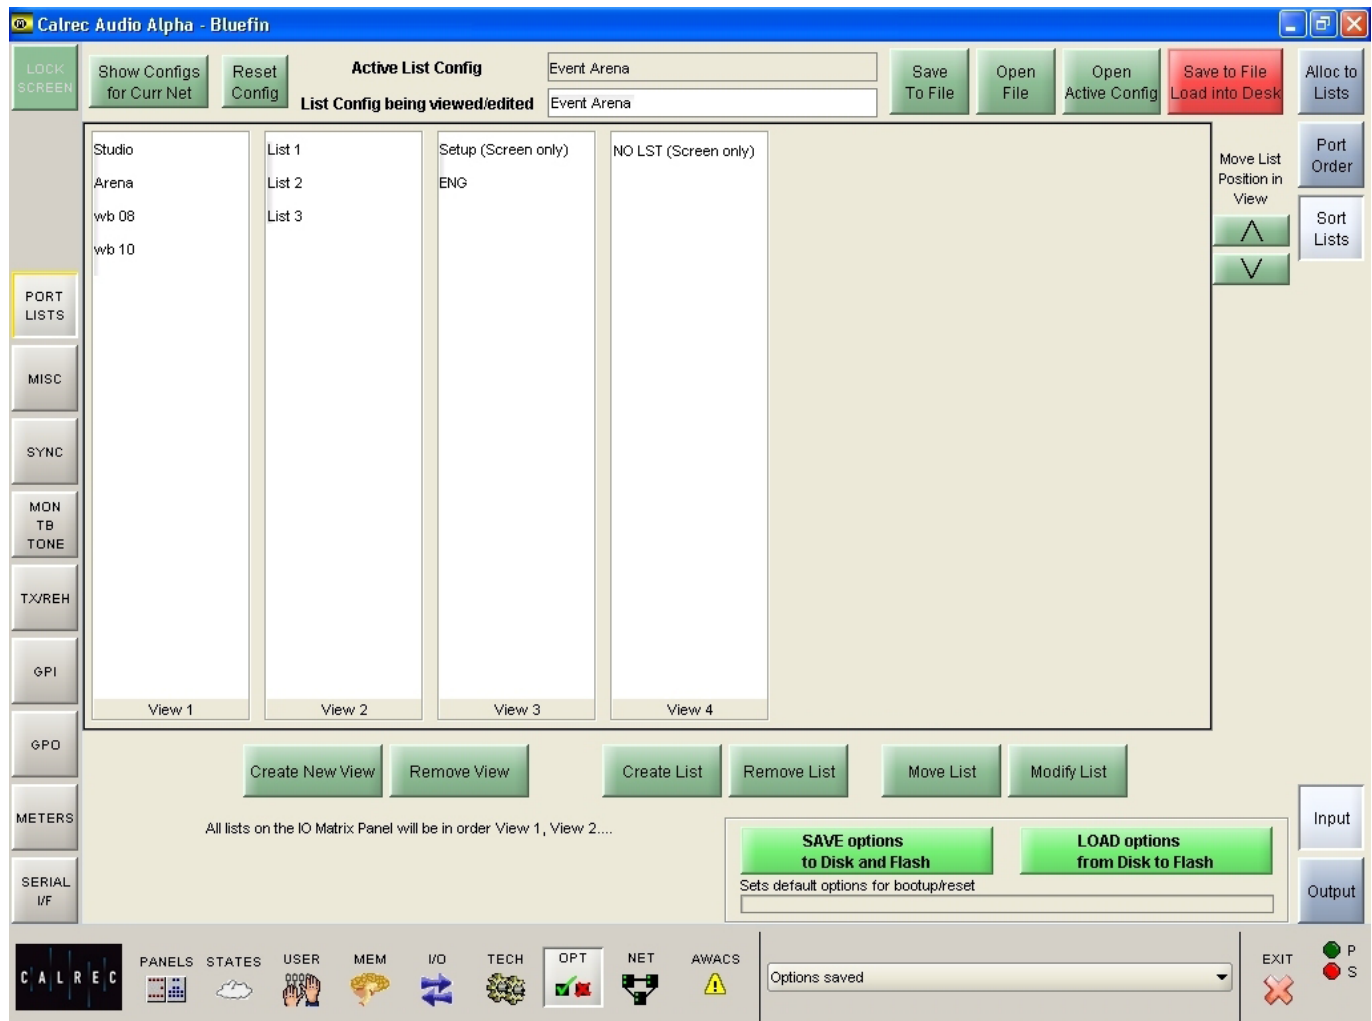 Calrec Audio Alpha - Bluefin
LOCK
SCREEN
Show Configs
for Curr Net
Reset
Config
Active List Config
Event Arena
List Config being viewed/edited
Event Arena
Save
To File
Open
File
Open
Active Config
Save to File
Load into Desk
Alloc to
Lists
Port
Order
Sort
Lists
Move List
Position in
View
Studio
Arena
wb 08
wb 10
View 1
List 1
List 2
List 3
View 2
Setup (Screen only)
ENG
View 3
NO LST (Screen only)
View 4
PORT
LISTS
MISC
SYNC
MON
TB
TONE
TX/REH
GPI
GPO
METERS
SERIAL
I/F
Create New View
Remove View
Create List
Remove List
Move List
Modify List
All lists on the IO Matrix Panel will be in order View 1, View 2....
SAVE options
to Disk and Flash
LOAD options
from Disk to Flash
Sets default options for bootup/reset
Input
Output
CALREC
PANELS
STATES
USER
MEM
I/O
TECH
OPT
NET
AWACS
Options saved
EXIT
P
S